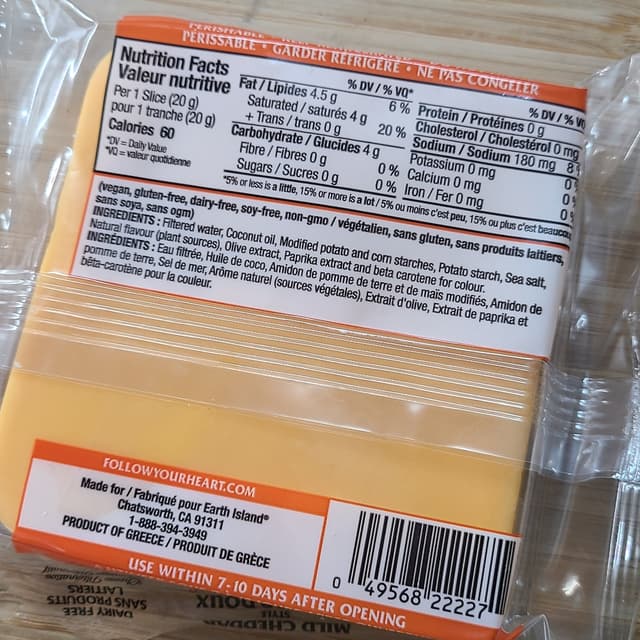 PÉRISSABLE • GARDER RÉFRIGÉRÉ • NE PAS CONGELER
Nutrition Facts
Valeur nutritive
Per 1 Slice (20 g)
pour 1 tranche (20 g)
Calories 60
*DV = Daily Value
*VQ = valeur quotidienne
% DV / % VQ*
Fat / Lipides 4.5 g 6 %
Saturated / saturés 4 g
+ Trans / trans 0 g 20 %
Carbohydrate / Glucides 4 g
Fibre / Fibres 0 g 0 %
Sugars / Sucres 0 g 0 %
% DV / % VQ
Protein / Protéines 0 g
Cholesterol / Cholestérol 0 mg
Sodium / Sodium 180 mg 8
Potassium 0 mg 0
Calcium 0 mg 0
Iron / Fer 0 mg 0
*5% or less is a little, 15% or more is a lot / 5% ou moins c'est peu, 15% ou plus c'est beaucou
(vegan, gluten-free, dairy-free, soy-free, non-gmo / végétalien, sans gluten, sans produits laitiers,
sans soya, sans ogm)
INGREDIENTS : Filtered water, Coconut oil, Modified potato and corn starches, Potato starch, Sea salt,
Natural flavour (plant sources), Olive extract, Paprika extract and beta carotene for colour.
INGRÉDIENTS : Eau filtrée, Huile de coco, Amidon de pomme de terre et de maïs modifiés, Amidon de
pomme de terre, Sel de mer, Arôme naturel (sources végétales), Extrait d'olive, Extrait de paprika et
bêta-carotène pour la couleur.
FOLLOWYOURHEART.COM
Made for / Fabriqué pour Earth Island®
Chatsworth, CA 91311
1-888-394-3949
PRODUCT OF GREECE / PRODUIT DE GRÈCE
USE WITHIN 7-10 DAYS AFTER OPENING
0 49568 22227
DAIRY FREE
SANS PRODUITS
LAITIERS
MILD CHEDDAR
STYLE
DOUX